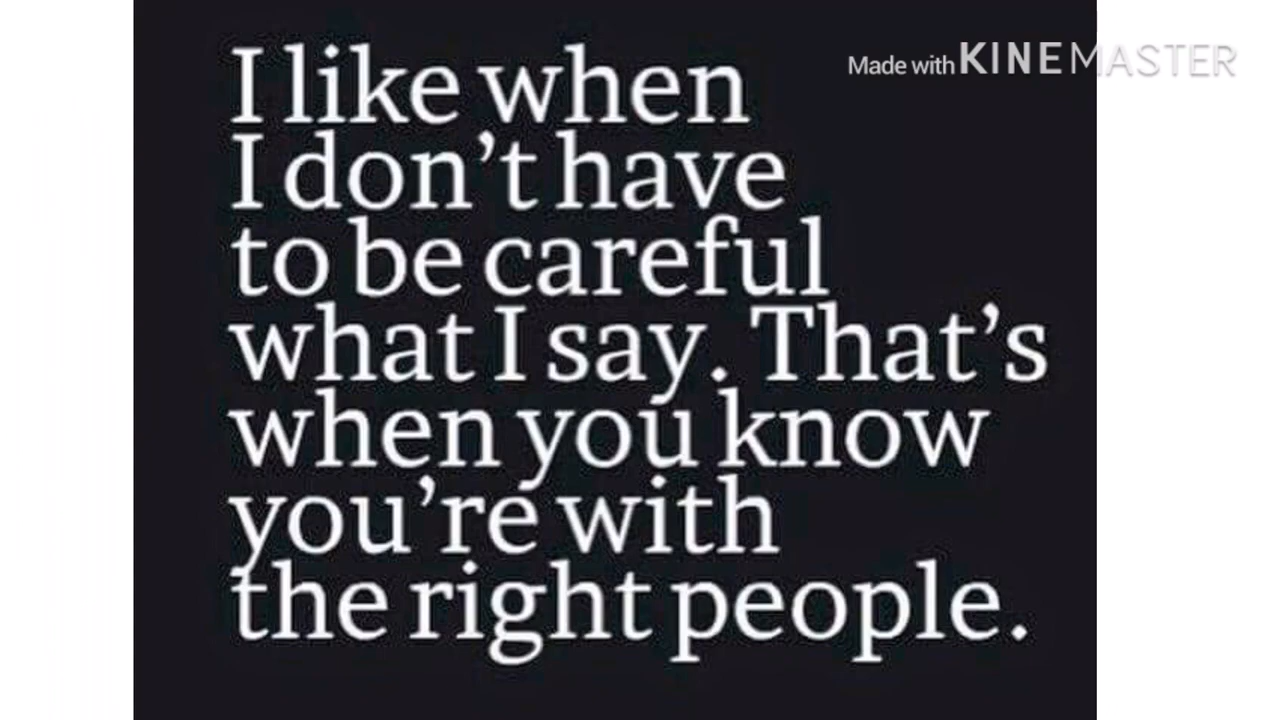 Made with KINEMASTER
I like when
I don’t have
to be careful
what I say. That’s
when you know
you’re with
the right people.